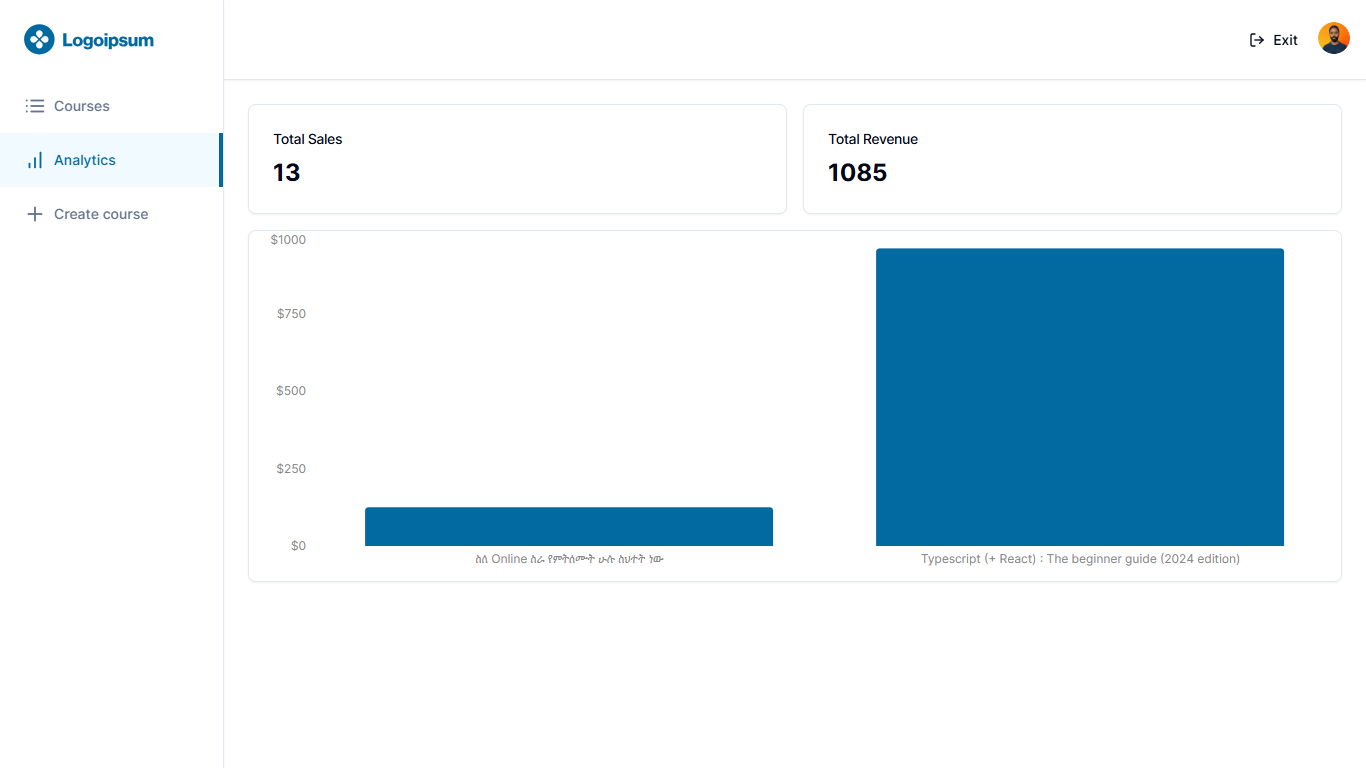 Logoipsum
Exit
Courses
Analytics
Create course
Total Sales
13
Total Revenue
1085
$1000
$750
$500
$250
$0
ስለ Online ስራ የምትሰሙት ሁሉ ስህተት ነው
Typescript (+ React) : The beginner guide (2024 edition)